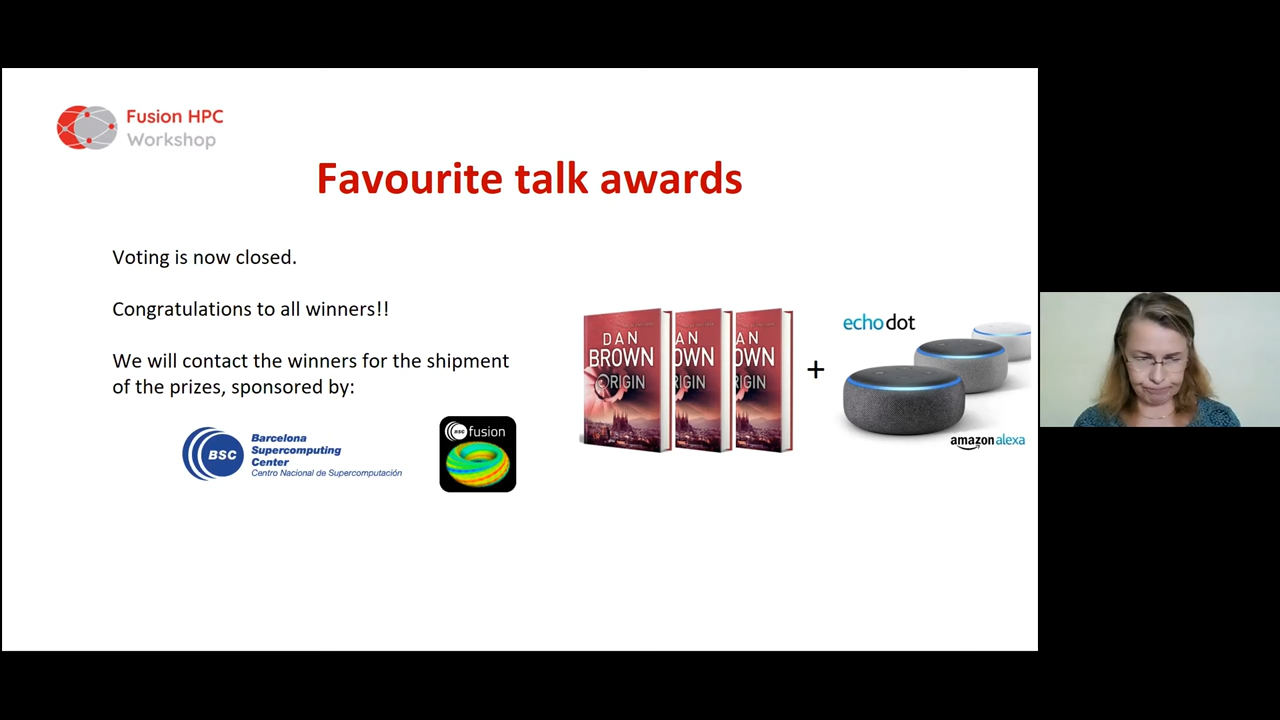 Fusion HPC
Workshop
Favourite talk awards
Voting is now closed.
Congratulations to all winners!!
We will contact the winners for the shipment
of the prizes, sponsored by:
BSC
Barcelona
Supercomputing
Center
Centro Nacional de Supercomputación
BSC fusion
DAN
BROWN
ORIGIN
AN
OWN
RIGIN
AN
OWN
RIGIN
+
echo dot
amazon alexa